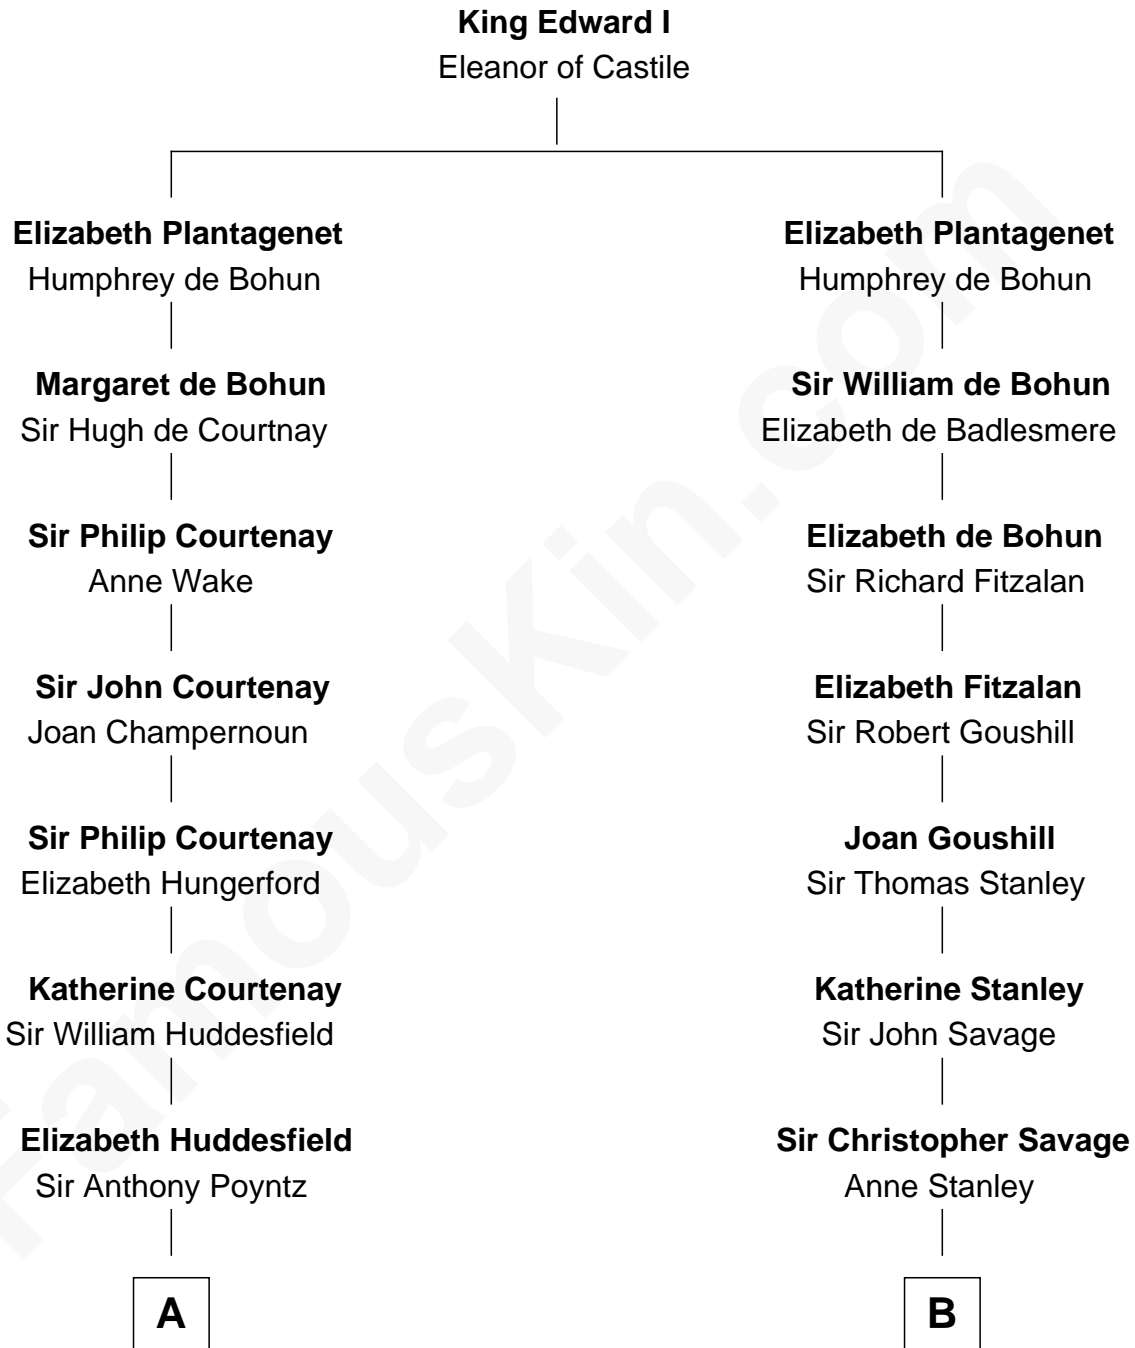 King Edward I
Eleanor of Castile
Elizabeth Plantagenet
Humphrey de Bohun
Margaret de Bohun
Sir Hugh de Courtnay
Sir Philip Courtenay
Anne Wake
Sir John Courtenay
Joan Champernoun
Sir Philip Courtenay
Elizabeth Hungerford
Katherine Courtenay
Sir William Huddesfield
Elizabeth Huddesfield
Sir Anthony Poyntz
A
Elizabeth Plantagenet
Humphrey de Bohun
Sir William de Bohun
Elizabeth de Badlesmere
Elizabeth de Bohun
Sir Richard Fitzalan
Elizabeth Fitzalan
Sir Robert Goushill
Joan Goushill
Sir Thomas Stanley
Katherine Stanley
Sir John Savage
Sir Christopher Savage
Anne Stanley
B
FamousKin.com